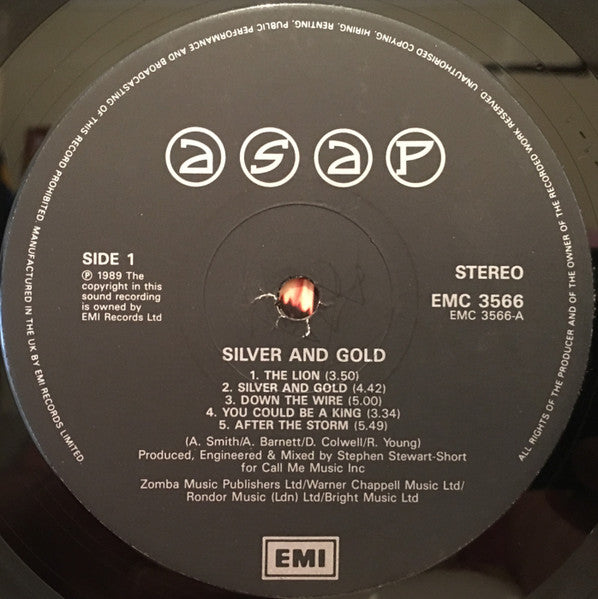 ALL RIGHTS OF THE PRODUCER AND OF THE OWNER OF THE RECORDED WORK RESERVED. UNAUTHORISED COPYING, HIRING, RENTING, PUBLIC PERFORMANCE AND BROADCASTING OF THIS RECORD PROHIBITED. MANUFACTURED IN THE UK BY EMI RECORDS LIMITED.
asap
SIDE 1
℗ 1989 The
copyright in this
sound recording
is owned by
EMI Records Ltd
STEREO
EMC 3566
EMC 3566-A
SILVER AND GOLD
1. THE LION (3.50)
2. SILVER AND GOLD (4.42)
3. DOWN THE WIRE (5.00)
4. YOU COULD BE A KING (3.34)
5. AFTER THE STORM (5.49)
(A. Smith/A. Barnett/D. Colwell/R. Young)
Produced, Engineered & Mixed by Stephen Stewart-Short
for Call Me Music Inc
Zomba Music Publishers Ltd/Warner Chappell Music Ltd/
Rondor Music (Ldn) Ltd/Bright Music Ltd
EMI